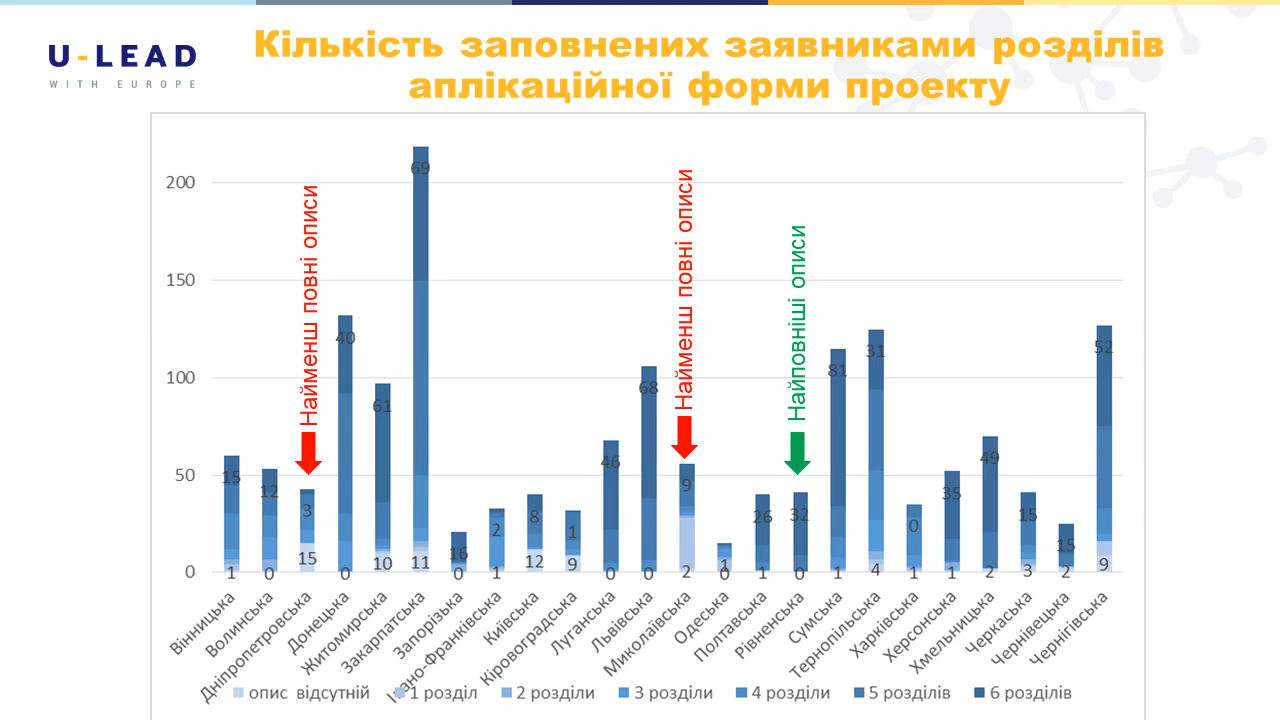 U-LEAD
WITH EUROPE
Кількість заповнених заявниками розділів
аплікаційної форми проекту
200
150
100
50
0
Найменш повні описи
Найменш повні описи
Найповніші описи
15
12
3
40
61
69
16
2
8
1
46
68
9
1
26
32
81
31
0
35
49
15
15
52
1
0
15
0
10
11
0
1
12
9
0
0
2
0
1
0
1
4
1
1
2
3
2
9
Вінницька
Волинська
Дніпропетровська
Донецька
Житомирська
Закарпатська
Запорізька
Івано-Франківська
Київська
Кіровоградська
Луганська
Львівська
Миколаївська
Одеська
Полтавська
Рівненська
Сумська
Тернопільська
Харківська
Херсонська
Хмельницька
Черкаська
Чернівецька
Чернігівська
опис відсутній 1 розділ 2 розділи 3 розділи 4 розділи 5 розділів 6 розділів